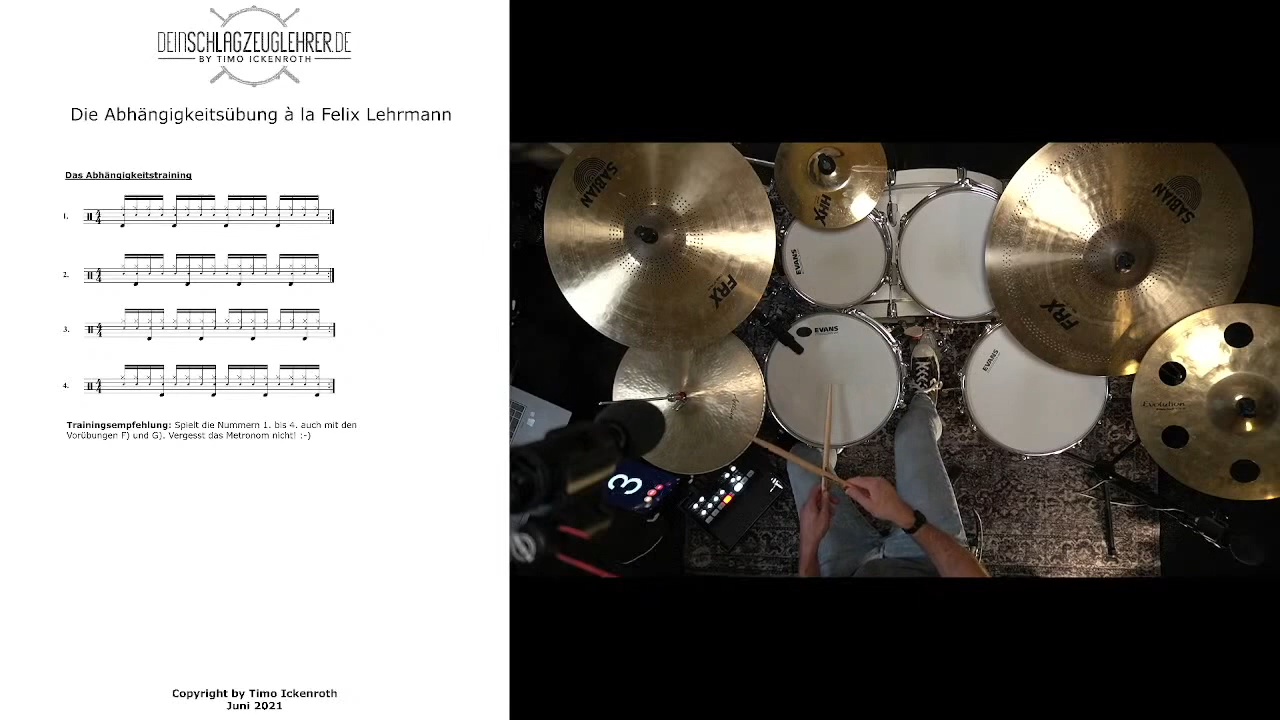 DEINSCHLAGZEUGLEHRER.DE
BY TIMO ICKENROTH
Die Abhängigkeitsübung à la Felix Lehrmann
Das Abhängigkeitstraining
1.
2.
3.
4.
Trainingsempfehlung: Spielt die Nummern 1. bis 4. auch mit den
Vorübungen F) und G). Vergesst das Metronom nicht! :-)
Copyright by Timo Ickenroth
Juni 2021
SABIAN
FRX
HHX
EVANS
EVANS
EVANS
SABIAN
FRX
Evolution
3